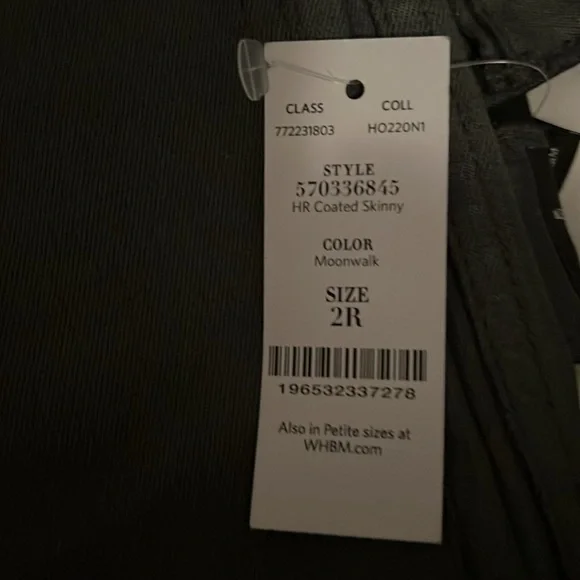 CLASS COLL
772231803 HO220N1
STYLE
570336845
HR Coated Skinny
COLOR
Moonwalk
SIZE
2R
196532337278
Also in Petite sizes at
WHBM.com